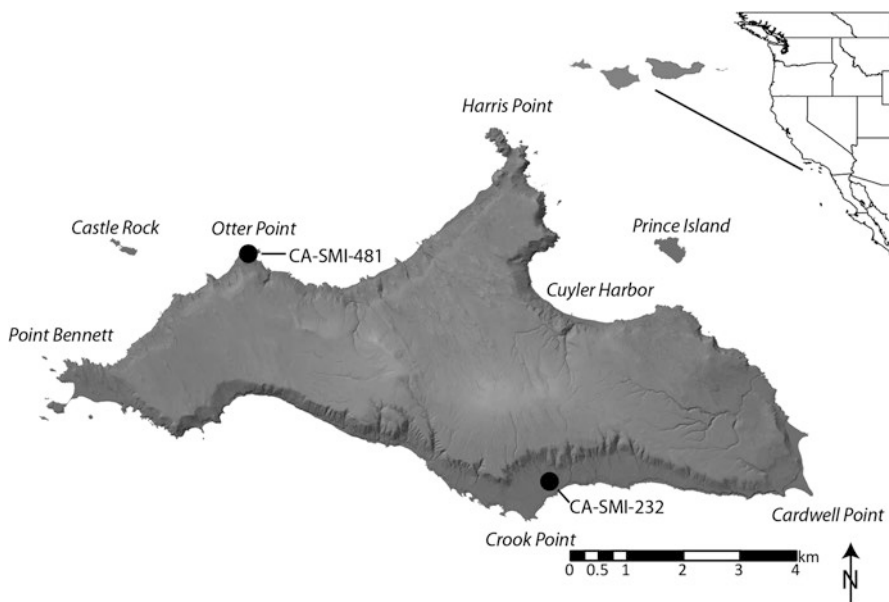 Harris Point
Castle Rock
Otter Point
Prince Island
CA-SMI-481
Cuyler Harbor
Point Bennett
CA-SMI-232
Cardwell Point
Crook Point
km
0 0.5 1 2 3 4
N